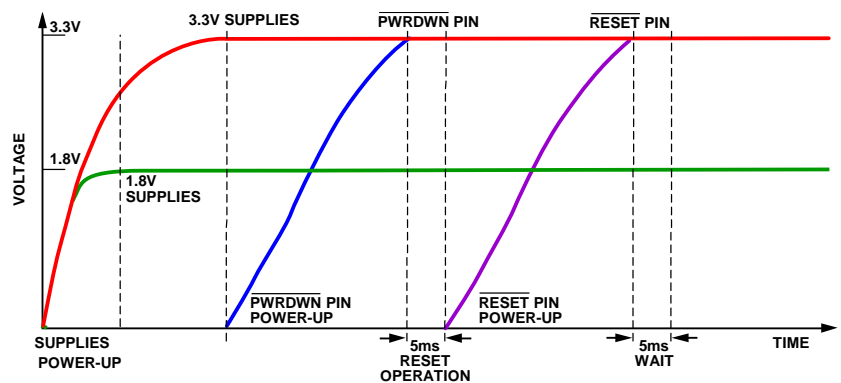 3.3V SUPPLIES
PWRDWN PIN
RESET PIN
3.3V
VOLTAGE
1.8V
1.8V
SUPPLIES
PWRDWN PIN
POWER-UP
RESET PIN
POWER-UP
SUPPLIES
POWER-UP
5ms
RESET
OPERATION
5ms
WAIT
TIME